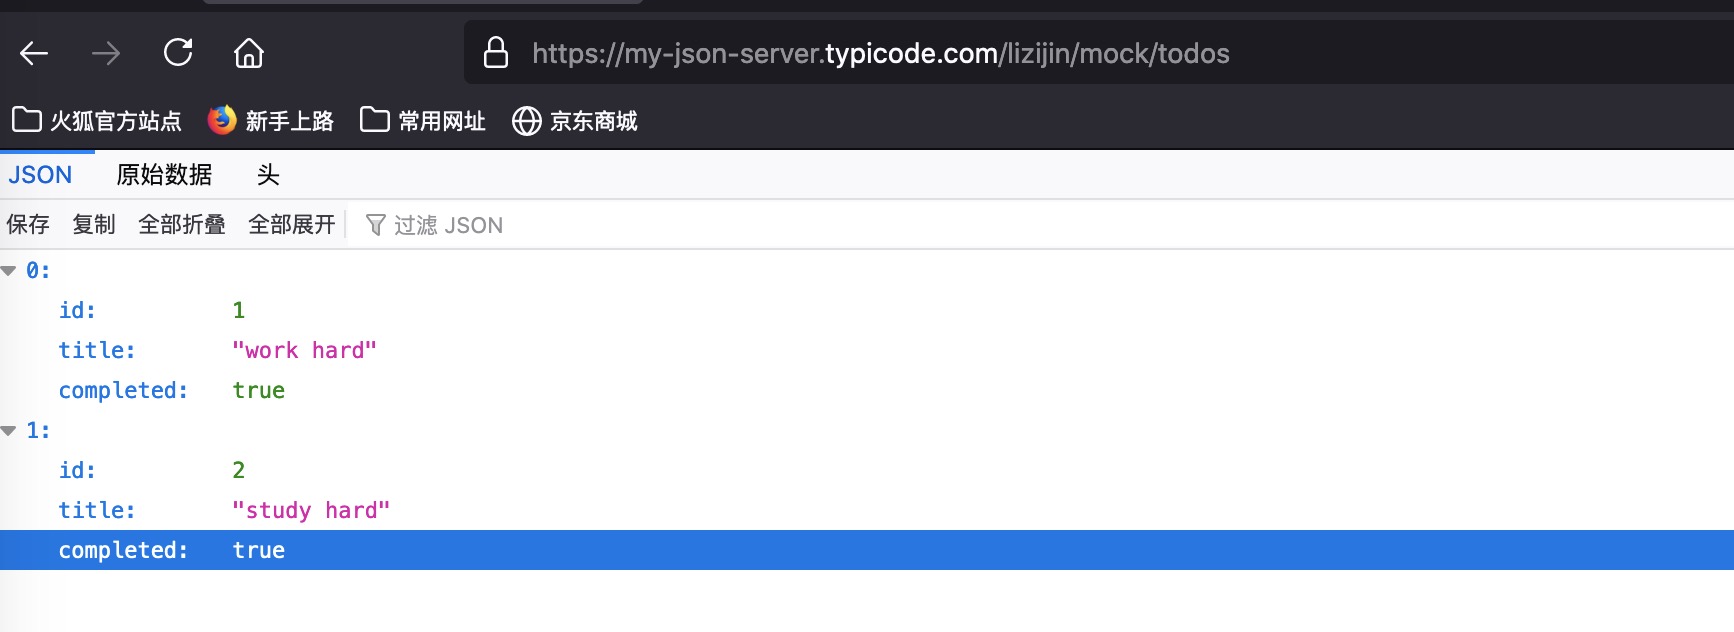 https://my-json-server.typicode.com/lizijin/mock/todos
火狐官方站点 新手上路 常用网址 京东商城
JSON 原始数据 头
保存 复制 全部折叠 全部展开 过滤 JSON
0:
id: 1
title: "work hard"
completed: true
1:
id: 2
title: "study hard"
completed: true